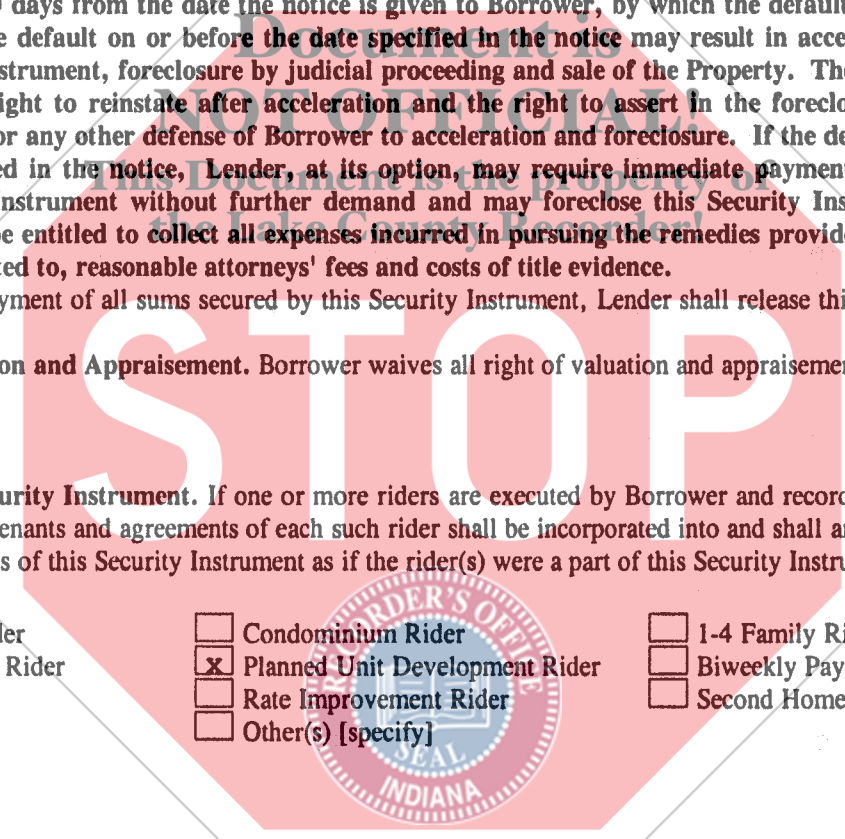 days from the date the notice is given to Borrower, by which the default
default on or before the date specified in the notice may result in acce
strument, foreclosure by judicial proceeding and sale of the Property. The
ight to reinstate after acceleration and the right to assert in the foreclo
or any other defense of Borrower to acceleration and foreclosure. If the de
ed in the notice, Lender, at its option, may require immediate payment
nstrument without further demand and may foreclose this Security Ins
be entitled to collect all expenses incurred in pursuing the remedies provide
ted to, reasonable attorneys' fees and costs of title evidence.
yment of all sums secured by this Security Instrument, Lender shall release thi
on and Appraisement. Borrower waives all right of valuation and appraisemen
urity Instrument. If one or more riders are executed by Borrower and record
enants and agreements of each such rider shall be incorporated into and shall a
s of this Security Instrument as if the rider(s) were a part of this Security Instru
der
Rider
Condominium Rider
x Planned Unit Development Rider
Rate Improvement Rider
Other(s) [specify]
1-4 Family Ri
Biweekly Pay
Second Home
Document is
NOT OFFICIAL!
This Document is the property of
the Lake County Recorder!
STOP
RECORDER'S OFFICE
SEAL
INDIANA